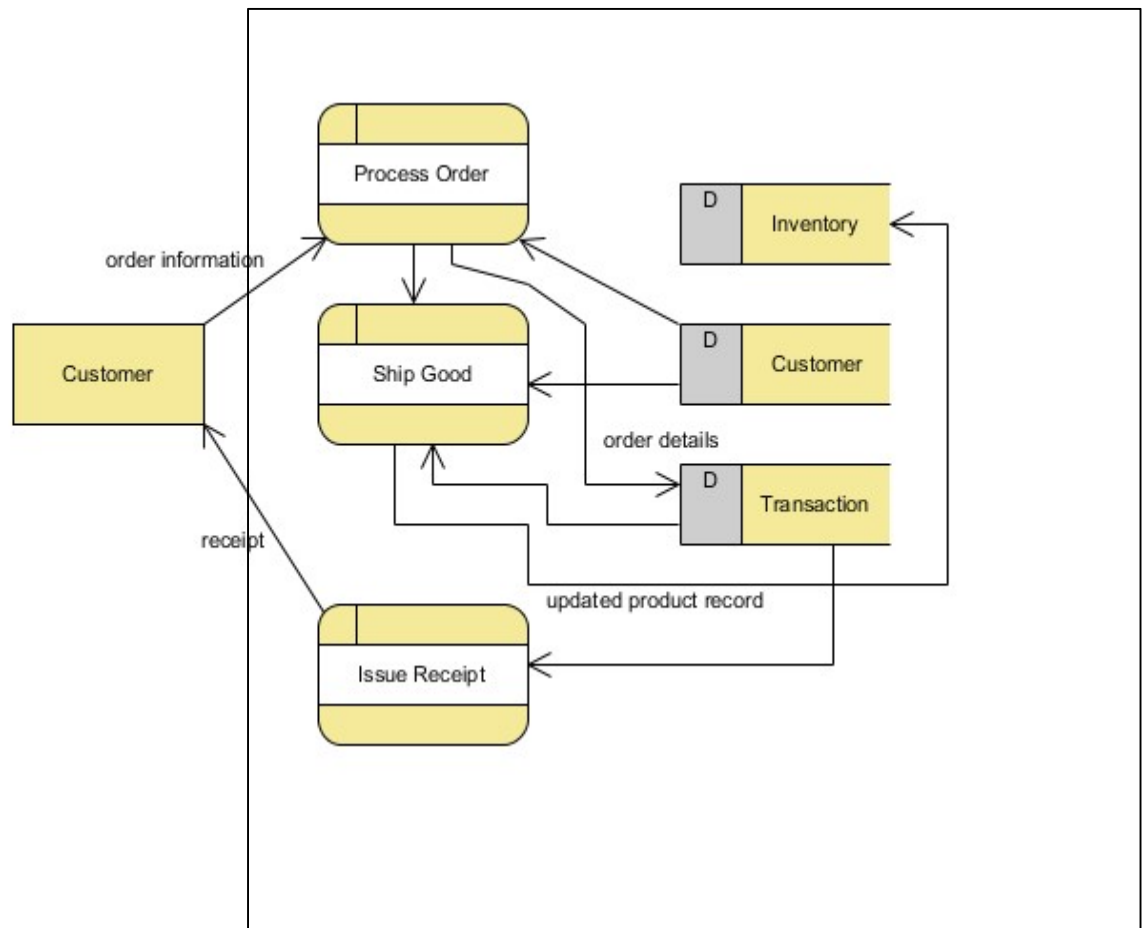 Process Order
D
Inventory
order information
D
Customer
Customer
Ship Good
order details
D
Transaction
receipt
updated product record
Issue Receipt